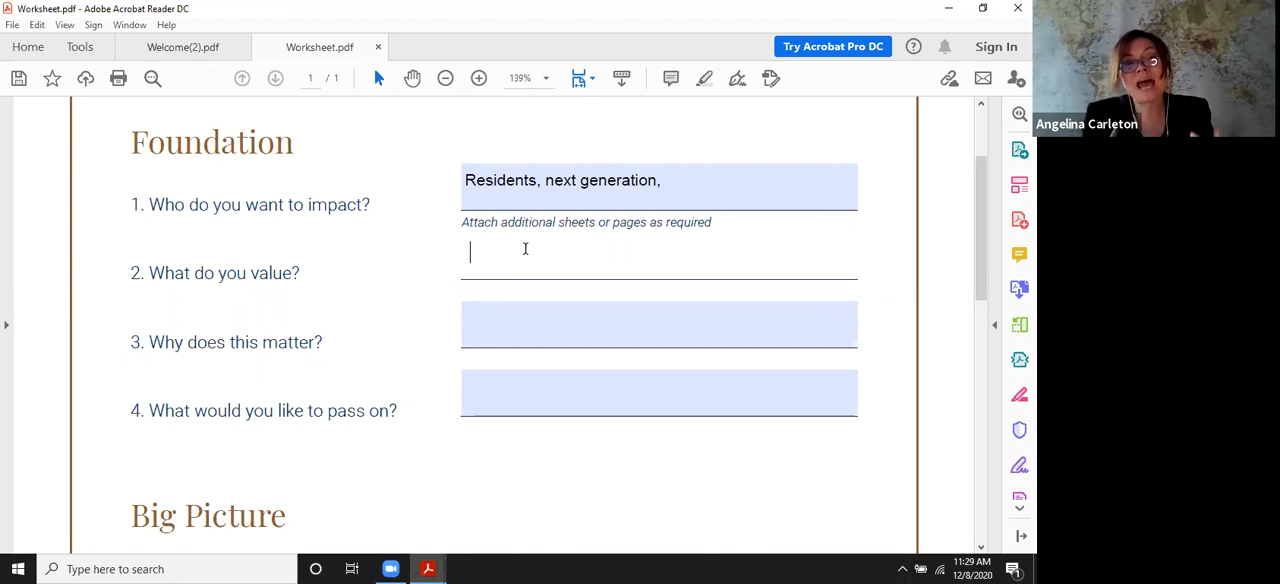 Worksheet.pdf - Adobe Acrobat Reader DC
File Edit View Sign Window Help
Home Tools Welcome(2).pdf Worksheet.pdf × Try Acrobat Pro DC Sign In
1 / 1 139%
Angelina Carleton
Foundation
Residents, next generation,
1. Who do you want to impact?
Attach additional sheets or pages as required
2. What do you value?
3. Why does this matter?
4. What would you like to pass on?
Big Picture
Type here to search
11:29 AM
12/8/2020
1